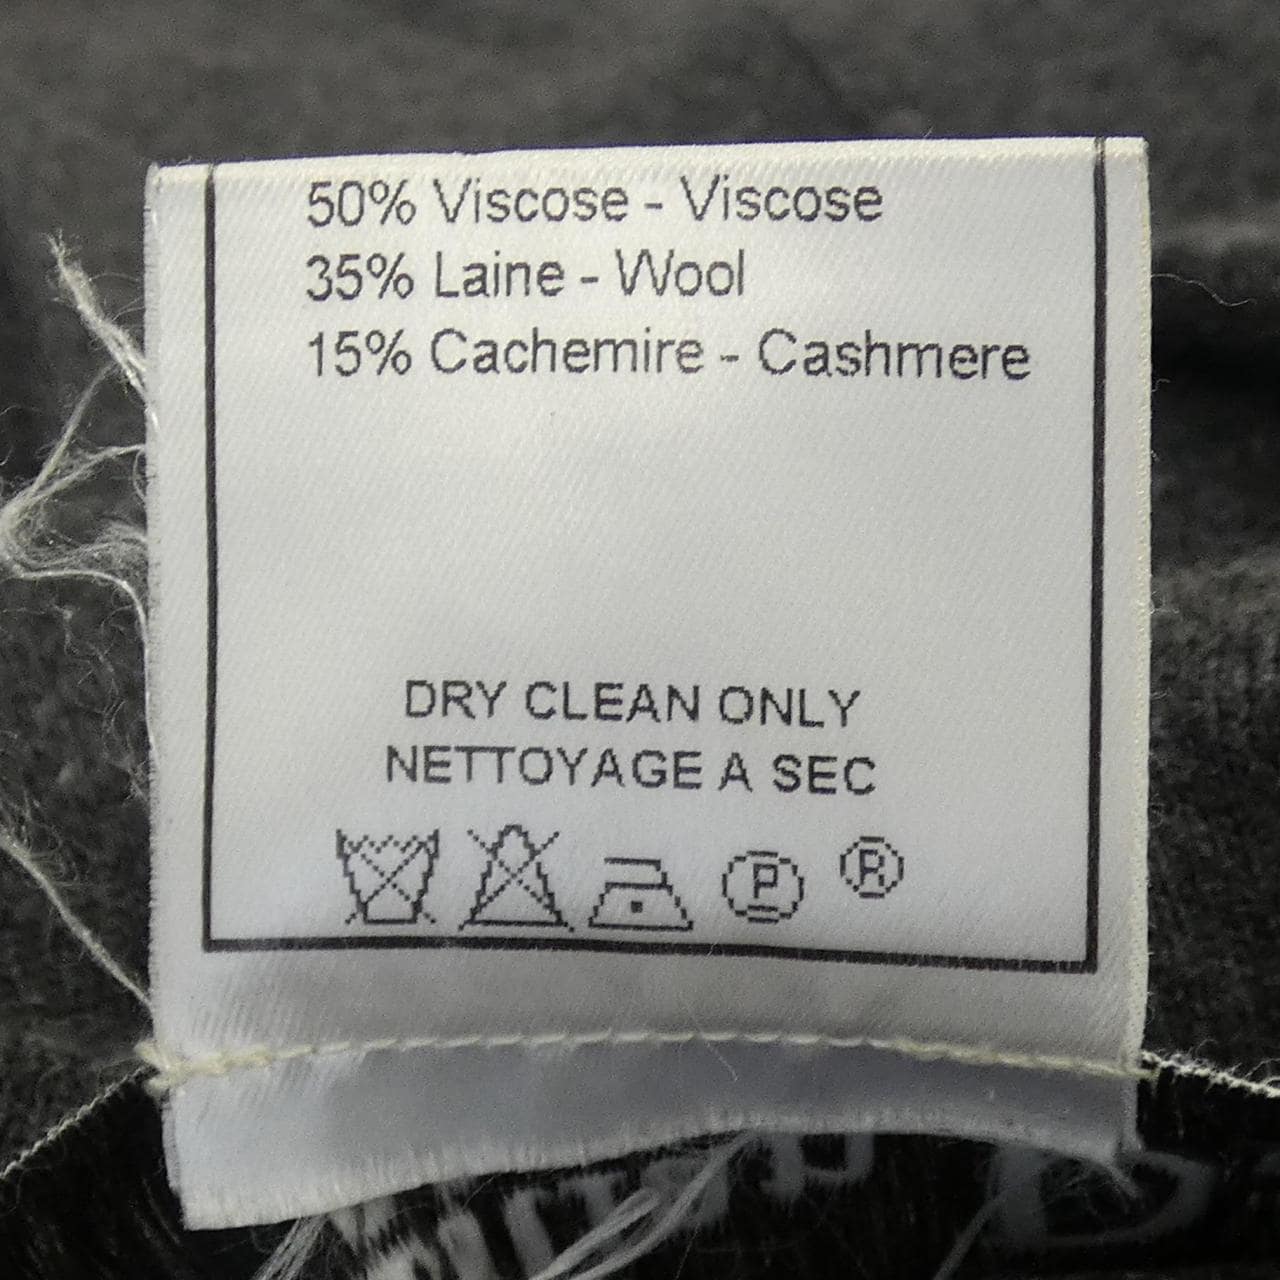 50% Viscose - Viscose
35% Laine - Wool
15% Cachemire - Cashmere
DRY CLEAN ONLY
NETTOYAGE A SEC
P ®